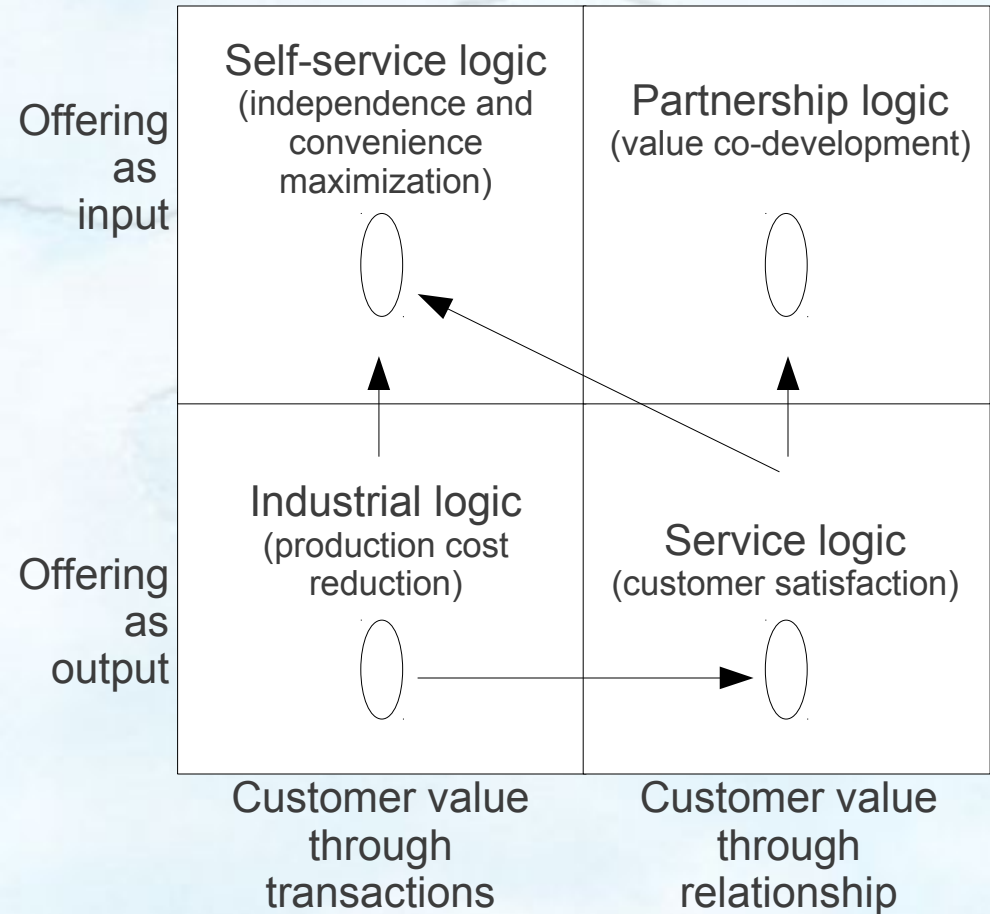 Offering
as
input
Self-service logic
(independence and
convenience
maximization)
Partnership logic
(value co-development)
Offering
as
output
Industrial logic
(production cost
reduction)
Service logic
(customer satisfaction)
Customer value
through
transactions
Customer value
through
relationship